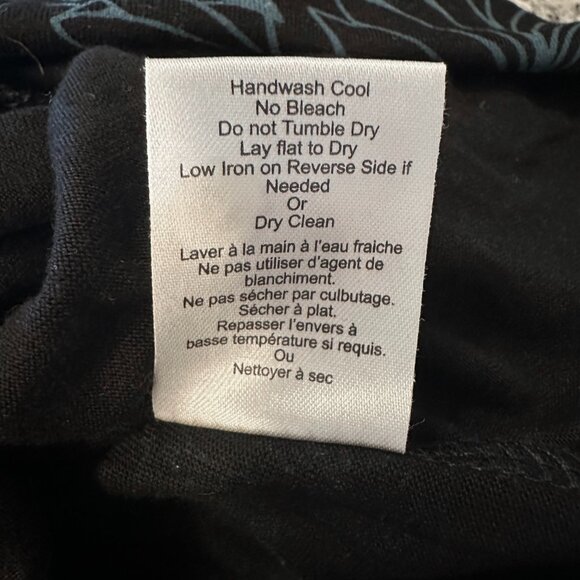 Handwash Cool
No Bleach
Do not Tumble Dry
Lay flat to Dry
Low Iron on Reverse Side if
Needed
Or
Dry Clean
Laver à la main à l'eau fraiche
Ne pas utiliser d'agent de
blanchiment.
Ne pas sécher par culbutage.
Sécher à plat.
Repasser l'envers à
basse température si requis.
Ou
Nettoyer à sec